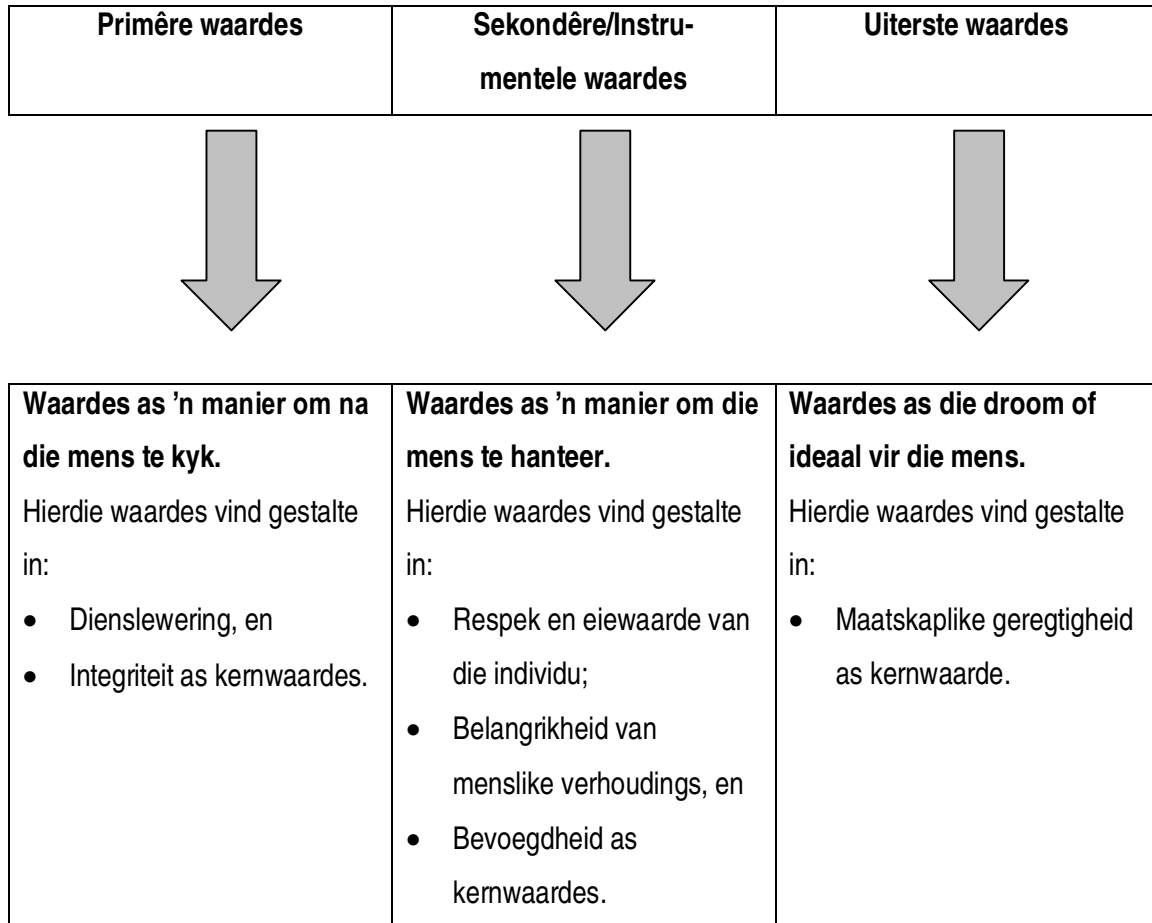 Primêre waardes
Sekondêre/Instru-
mentele waardes
Uiterste waardes
Waardes as ’n manier om na
die mens te kyk.
Hierdie waardes vind gestalte
in:
• Dienslewering, en
• Integriteit as kernwaardes.
Waardes as ’n manier om die
mens te hanteer.
Hierdie waardes vind gestalte
in:
• Respek en eiewaarde van
die individu;
• Belangrikheid van
menslike verhoudings, en
• Bevoegdheid as
kernwaardes.
Waardes as die droom of
ideaal vir die mens.
Hierdie waardes vind gestalte
in:
• Maatskaplike geregtigheid
as kernwaarde.